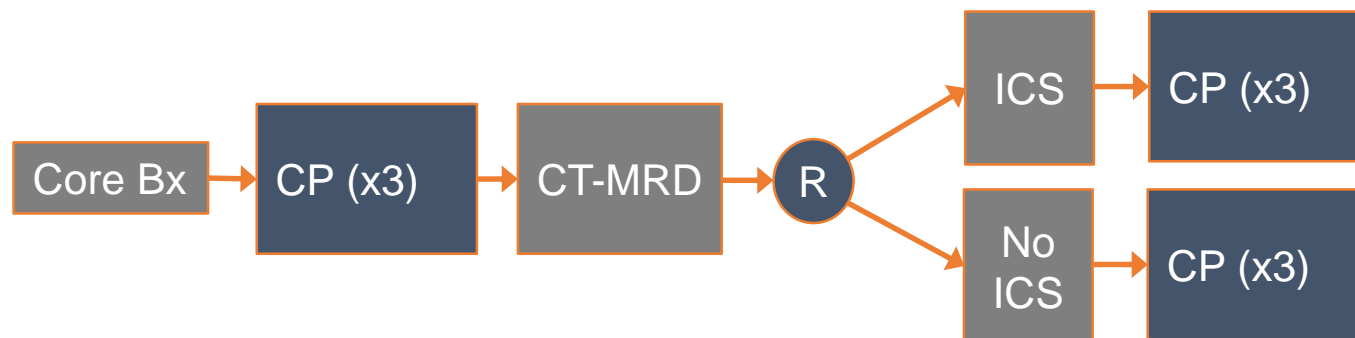 Core Bx
CP (x3)
CT-MRD
R
ICS
CP (x3)
No
ICS
CP (x3)